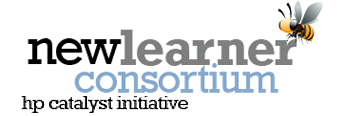 newlearner
consortium
hp catalyst initiative